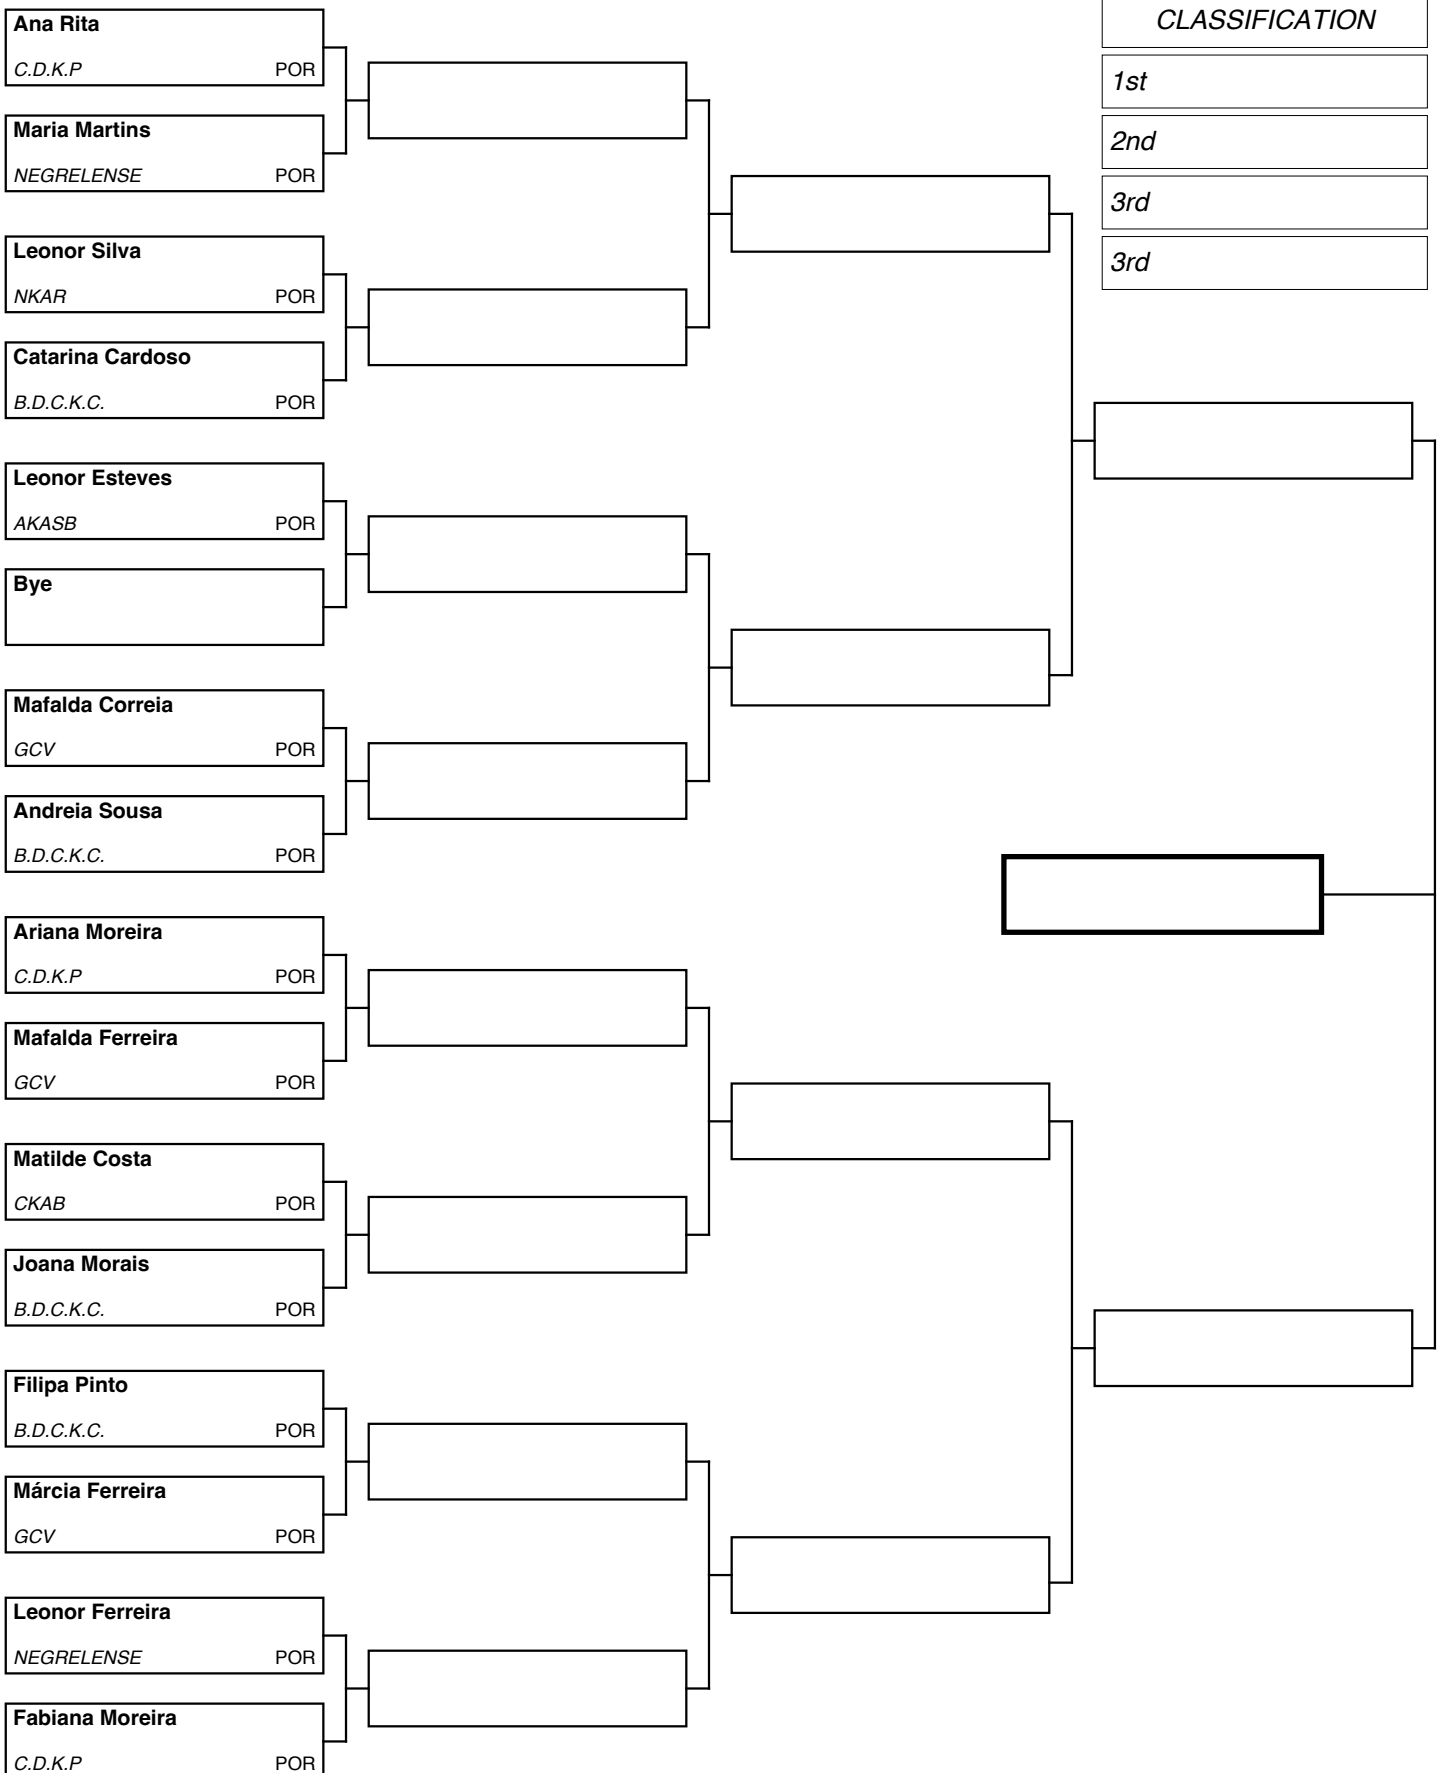 Ana Rita
C.D.K.P POR
Maria Martins
NEGRELENSE POR
Leonor Silva
NKAR POR
Catarina Cardoso
B.D.C.K.C. POR
Leonor Esteves
AKASB POR
Bye
Mafalda Correia
GCV POR
Andreia Sousa
B.D.C.K.C. POR
Ariana Moreira
C.D.K.P POR
Mafalda Ferreira
GCV POR
Matilde Costa
CKAB POR
Joana Morais
B.D.C.K.C. POR
Filipa Pinto
B.D.C.K.C. POR
Márcia Ferreira
GCV POR
Leonor Ferreira
NEGRELENSE POR
Fabiana Moreira
C.D.K.P POR
CLASSIFICATION
1st
2nd
3rd
3rd